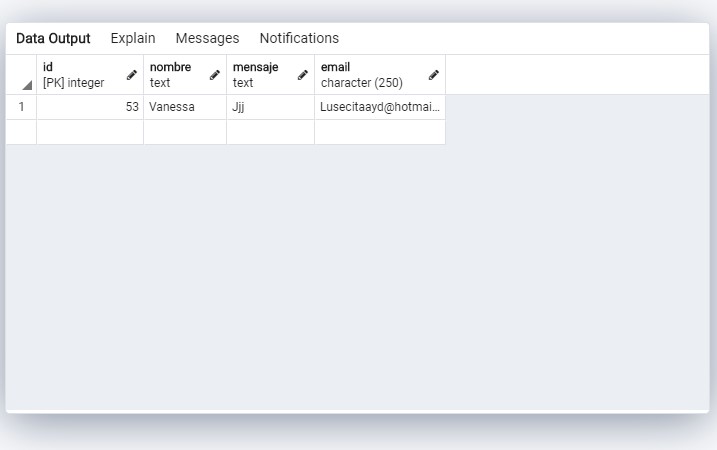 Data Output Explain Messages Notifications
id nombre mensaje email
[PK] integer text text character (250)
1 53 Vanessa Jjj Lusecitaayd@hotmai...